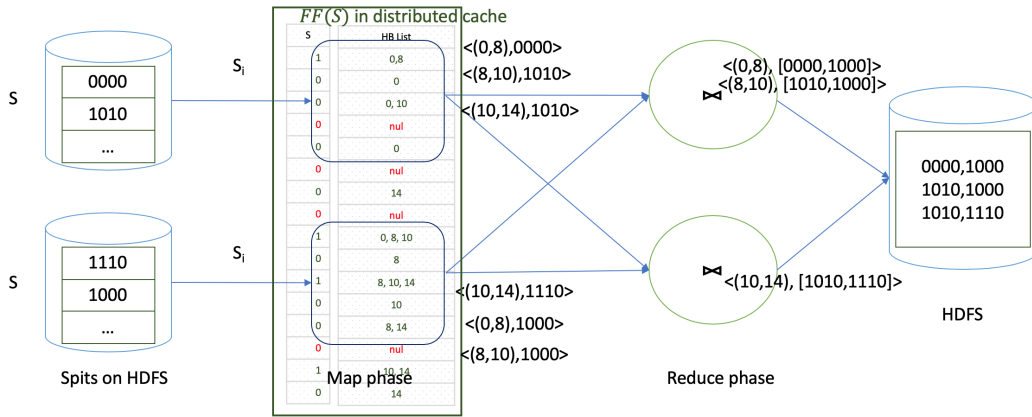 FF(S) in distributed cache
S HB List
1 0,8
0 0
0 0, 10
0 nul
0 0
0 nul
0 14
0 nul
1 0, 8, 10
0 8
1 8, 10, 14
0 10
0 8, 14
0 nul
1 10, 14
0 14
S
0000
1010
...
Si
S
1110
1000
...
Si
<(0,8),0000>
<(8,10),1010>
<(10,14),1010>
<(10,14),1110>
<(0,8),1000>
<(8,10),1000>
<(0,8), [0000,1000]>
<(8,10), [1010,1000]>
⋈
⋈
<(10,14), [1010,1110]>
0000,1000
1010,1000
1010,1110
HDFS
Spits on HDFS
Map phase
Reduce phase